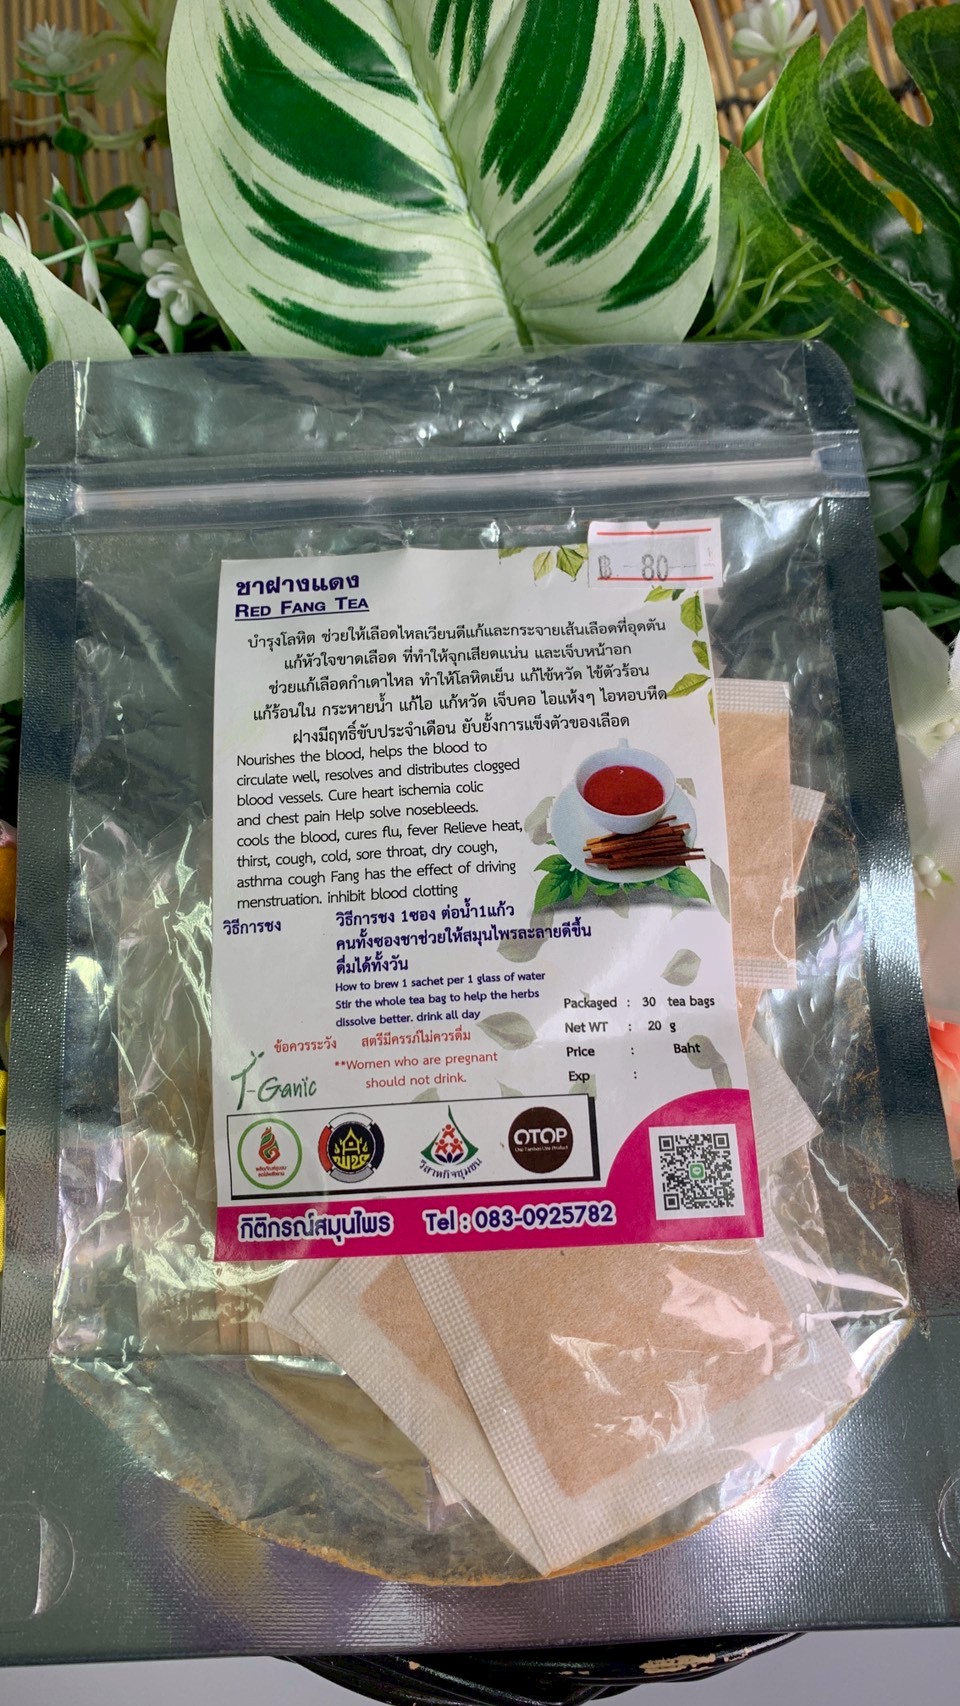 ฿ 80
ชาฝางแดง
RED FANG TEA
บำรุงโลหิต ช่วยให้เลือดไหลเวียนดีแก้และกระจายเส้นเลือดที่อุดตัน
แก้หัวใจขาดเลือด ที่ทำให้จุกเสียดแน่น และเจ็บหน้าอก
ช่วยแก้เลือดกำเดาไหล ทำให้โลหิตเย็น แก้ไข้หวัด ไข้ตัวร้อน
แก้ร้อนใน กระหายน้ำ แก้ไอ แก้หวัด เจ็บคอ ไอแห้งๆ ไอหอบหืด
ฝางมีฤทธิ์ขับประจำเดือน ยับยั้งการแข็งตัวของเลือด
Nourishes the blood, helps the blood to
circulate well, resolves and distributes clogged
blood vessels. Cure heart ischemia colic
and chest pain Help solve nosebleeds.
cools the blood, cures flu, fever Relieve heat,
thirst, cough, cold, sore throat, dry cough,
asthma cough Fang has the effect of driving
menstruation. inhibit blood clotting
วิธีการชง
วิธีการชง 1ซอง ต่อน้ำ1แก้ว
คนทั้งซองชาช่วยให้สมุนไพรละลายดีขึ้น
ดื่มได้ทั้งวัน
How to brew 1 sachet per 1 glass of water
Stir the whole tea bag to help the herbs
dissolve better. drink all day
Packaged : 30 tea bags
Net WT : 20 g
Price : Baht
Exp :
ข้อควรระวัง สตรีมีครรภ์ไม่ควรดื่ม
**Women who are pregnant
should not drink.
T-Ganic
วิสาหกิจชุมชน
OTOP
One Tambon One Product
กิติกรณ์สมุนไพร Tel : 083-0925782